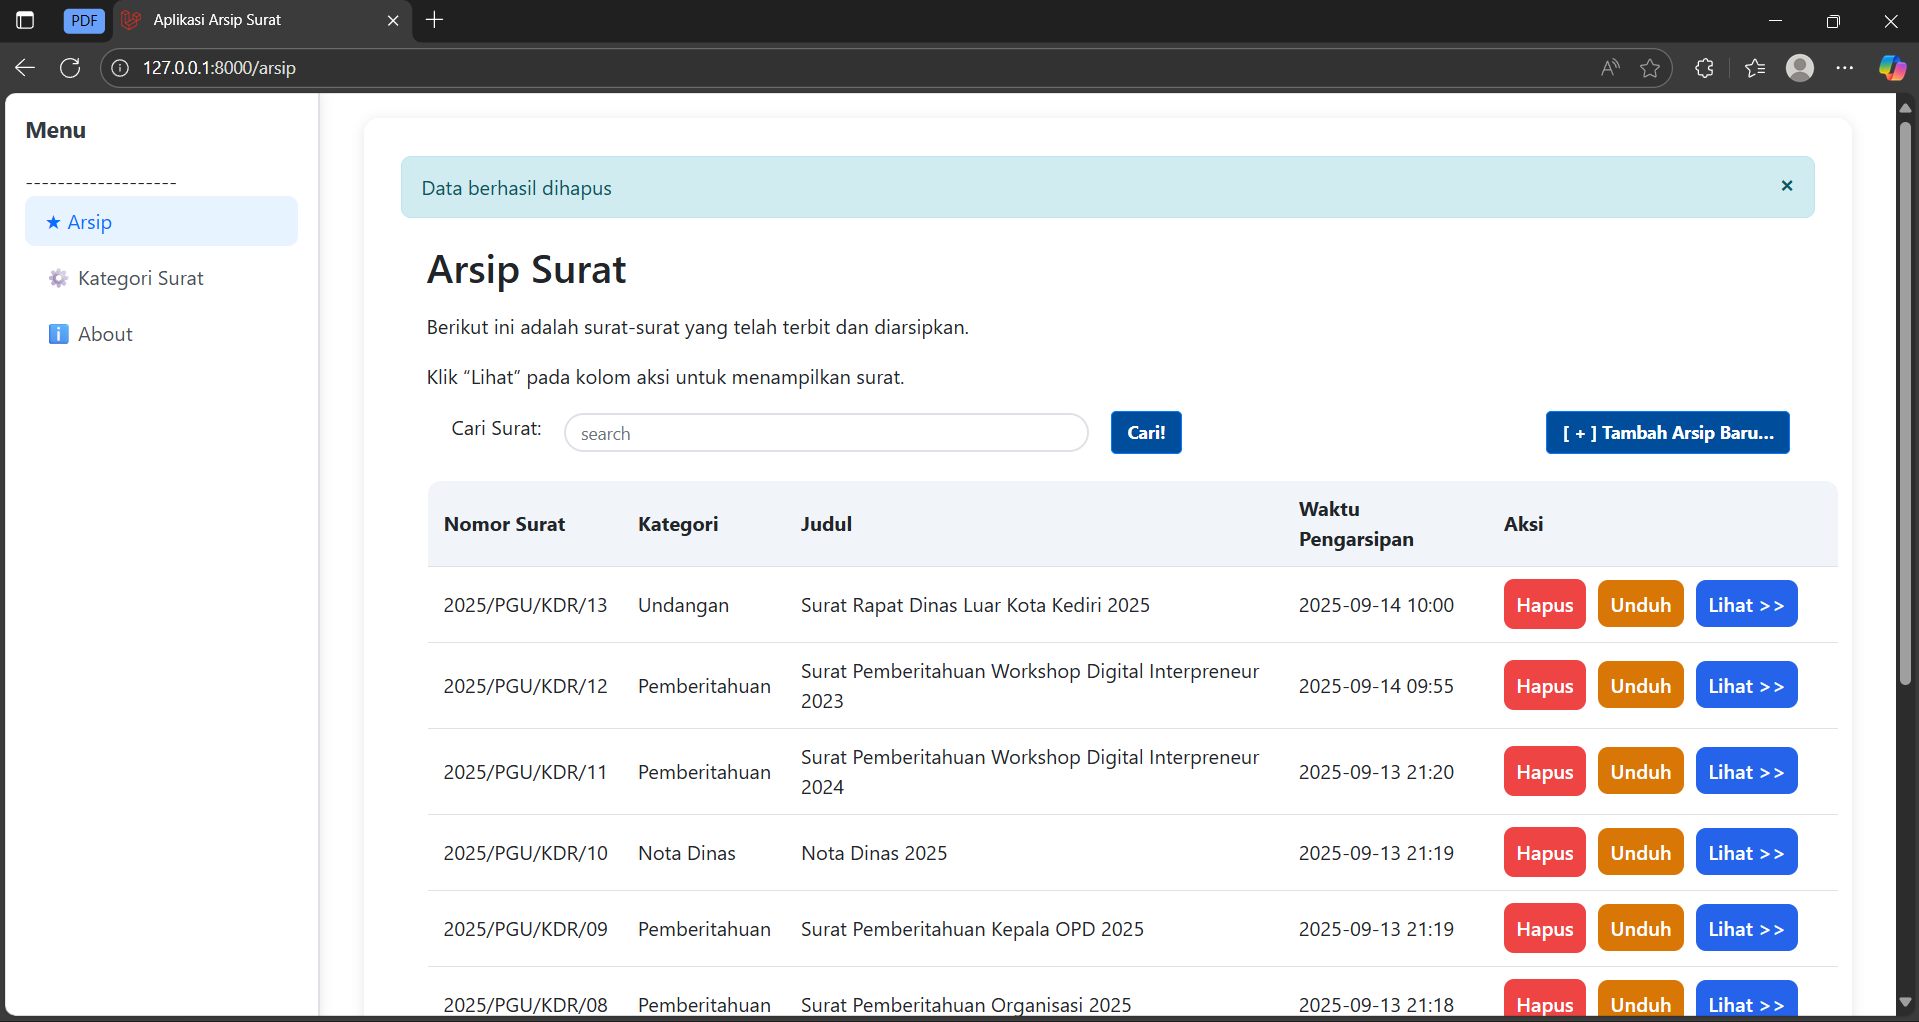 PDF
Aplikasi Arsip Surat
127.0.0.1:8000/arsip
Menu
-------------------
★ Arsip
Kategori Surat
About
Data berhasil dihapus
×
Arsip Surat
Berikut ini adalah surat-surat yang telah terbit dan diarsipkan.
Klik “Lihat” pada kolom aksi untuk menampilkan surat.
Cari Surat: search Cari! [ + ] Tambah Arsip Baru...
Nomor Surat Kategori Judul Waktu Pengarsipan Aksi
2025/PGU/KDR/13 Undangan Surat Rapat Dinas Luar Kota Kediri 2025 2025-09-14 10:00 Hapus Unduh Lihat >>
2025/PGU/KDR/12 Pemberitahuan Surat Pemberitahuan Workshop Digital Interpreneur 2023 2025-09-14 09:55 Hapus Unduh Lihat >>
2025/PGU/KDR/11 Pemberitahuan Surat Pemberitahuan Workshop Digital Interpreneur 2024 2025-09-13 21:20 Hapus Unduh Lihat >>
2025/PGU/KDR/10 Nota Dinas Nota Dinas 2025 2025-09-13 21:19 Hapus Unduh Lihat >>
2025/PGU/KDR/09 Pemberitahuan Surat Pemberitahuan Kepala OPD 2025 2025-09-13 21:19 Hapus Unduh Lihat >>
2025/PGU/KDR/08 Pemberitahuan Surat Pemberitahuan Organisasi 2025 2025-09-13 21:18 Hapus Unduh Lihat >>